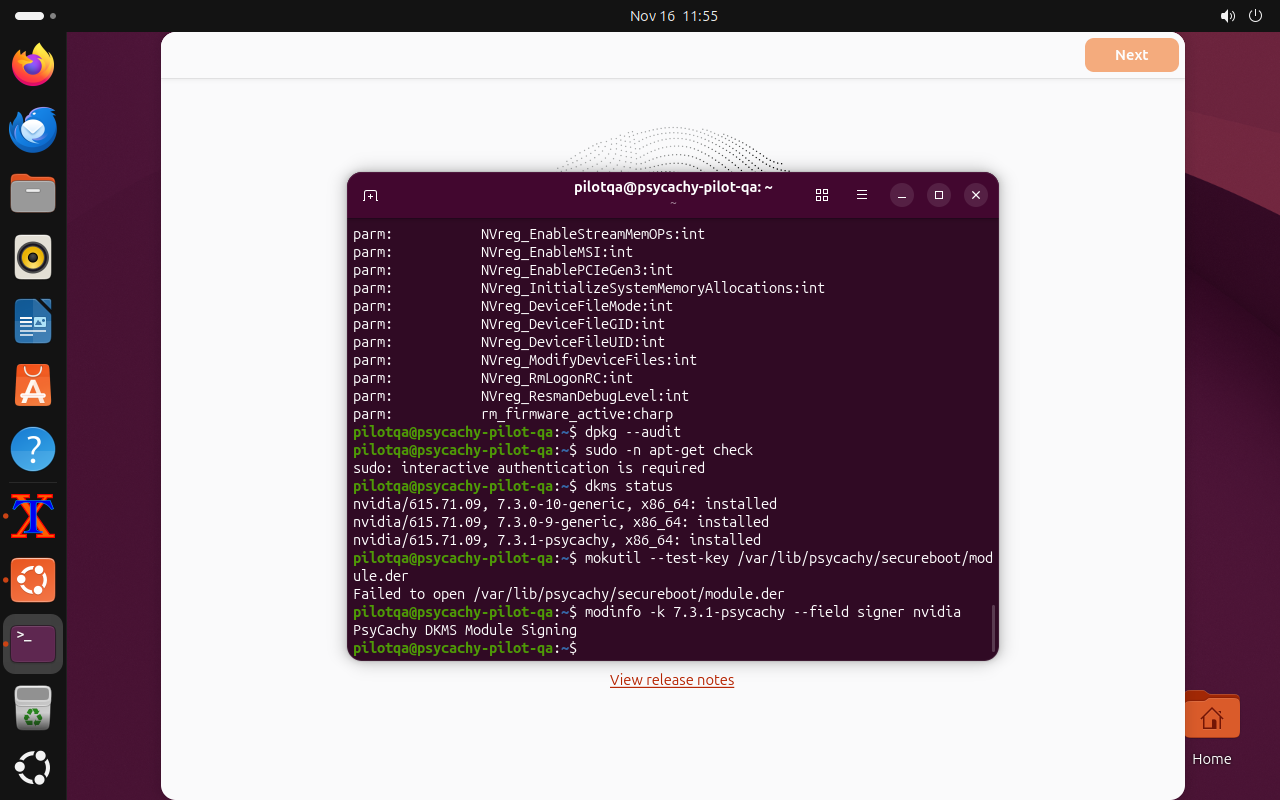 Nov 16 11:55
Next
pilotqa@psycachy-pilot-qa: ~
~
parm:           NVreg_EnableStreamMemOPs:int
parm:           NVreg_EnableMSI:int
parm:           NVreg_EnablePCIeGen3:int
parm:           NVreg_InitializeSystemMemoryAllocations:int
parm:           NVreg_DeviceFileMode:int
parm:           NVreg_DeviceFileGID:int
parm:           NVreg_DeviceFileUID:int
parm:           NVreg_ModifyDeviceFiles:int
parm:           NVreg_RmLogonRC:int
parm:           NVreg_ResmanDebugLevel:int
parm:           rm_firmware_active:charp
pilotqa@psycachy-pilot-qa:~$ dpkg --audit
pilotqa@psycachy-pilot-qa:~$ sudo -n apt-get check
sudo: interactive authentication is required
pilotqa@psycachy-pilot-qa:~$ dkms status
nvidia/615.71.09, 7.3.0-10-generic, x86_64: installed
nvidia/615.71.09, 7.3.0-9-generic, x86_64: installed
nvidia/615.71.09, 7.3.1-psycachy, x86_64: installed
pilotqa@psycachy-pilot-qa:~$ mokutil --test-key /var/lib/psycachy/secureboot/mod
ule.der
Failed to open /var/lib/psycachy/secureboot/module.der
pilotqa@psycachy-pilot-qa:~$ modinfo -k 7.3.1-psycachy --field signer nvidia
PsyCachy DKMS Module Signing
pilotqa@psycachy-pilot-qa:~$
View release notes
Home